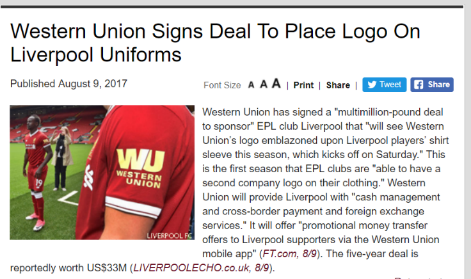 Western Union Signs Deal To Place Logo On
Liverpool Uniforms
Published August 9, 2017
Font Size A A A | Print | Share | Tweet Share
Western Union has signed a "multimillion-pound deal
to sponsor" EPL club Liverpool that "will see Western
Union's logo emblazoned upon Liverpool players' shirt
sleeve this season, which kicks off on Saturday." This
is the first season that EPL clubs are "able to have a
second company logo on their clothing." Western
Union will provide Liverpool with "cash management
and cross-border payment and foreign exchange
services." It will offer "promotional money transfer
offers to Liverpool supporters via the Western Union
mobile app" (FT.com, 8/9). The five-year deal is
reportedly worth US$33M (LIVERPOOLECHO.co.uk, 8/9).
19
WU
WESTERN
UNION
LIVERPOOL FC